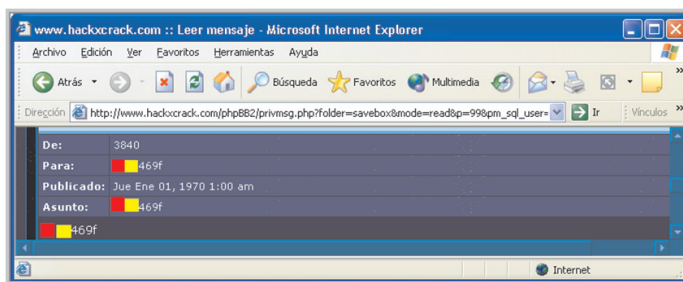 www.hackxcrack.com :: Leer mensaje - Microsoft Internet Explorer
Archivo Edición Ver Favoritos Herramientas Ayuda
Atrás Búsqueda Favoritos Multimedia
Dirección http://www.hackxcrack.com/phpBB2/privmsg.php?folder=savebox&mode=read&p=99&pm_sql_user= Ir Vínculos
De: 3840
Para: 469f
Publicado: Jue Ene 01, 1970 1:00 am
Asunto: 469f
469f
Internet